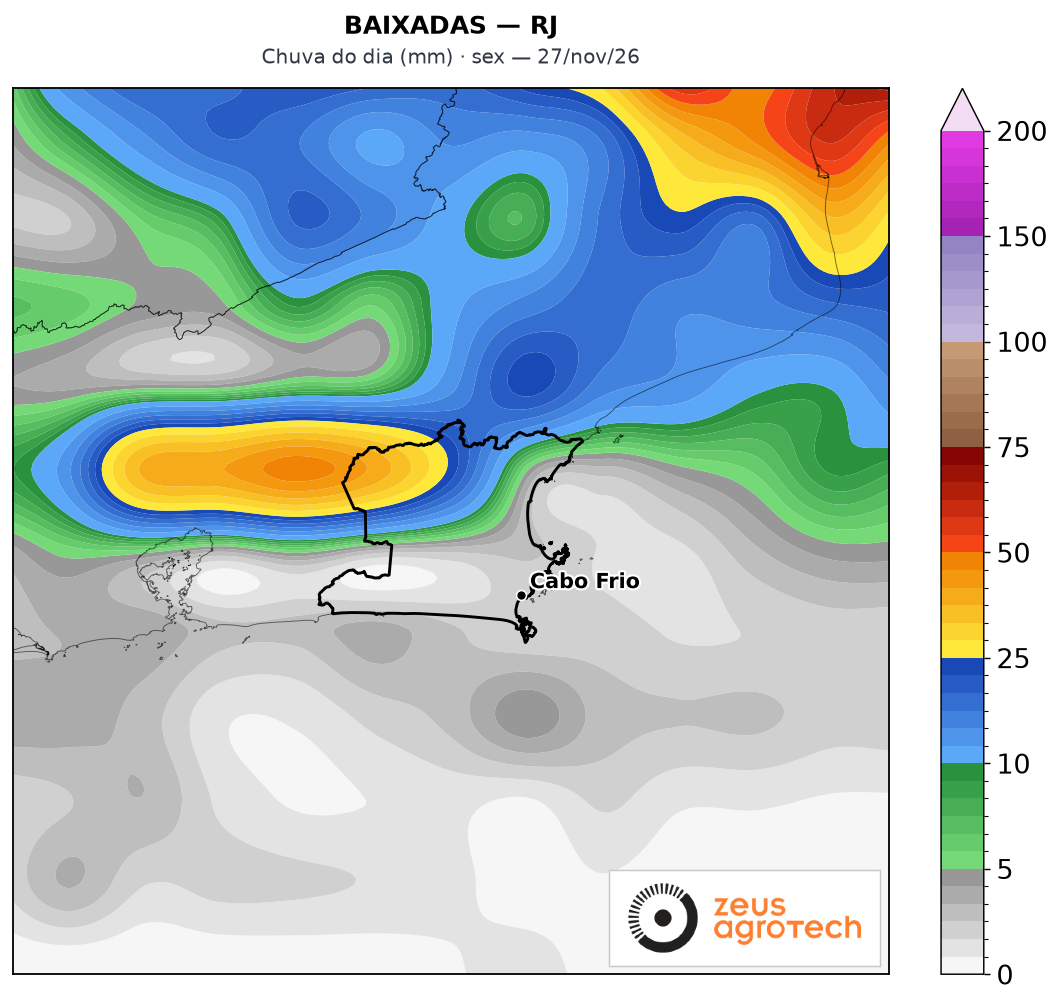 BAIXADAS — RJ
Chuva do dia (mm) · sex — 27/nov/26
200
150
100
75
50
25
10
5
0
Cabo Frio
zeus
agrotech